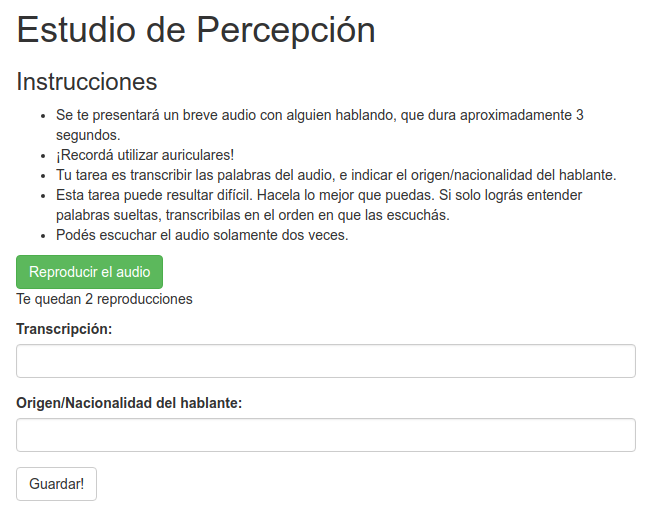 Estudio de Percepción
Instrucciones
• Se te presentará un breve audio con alguien hablando, que dura aproximadamente 3
segundos.
• ¡Recordá utilizar auriculares!
• Tu tarea es transcribir las palabras del audio, e indicar el origen/nacionalidad del hablante.
• Esta tarea puede resultar difícil. Hacela lo mejor que puedas. Si solo lográs entender
palabras sueltas, transcribilas en el orden en que las escuchás.
• Podés escuchar el audio solamente dos veces.
Reproducir el audio
Te quedan 2 reproducciones
Transcripción:
Origen/Nacionalidad del hablante:
Guardar!